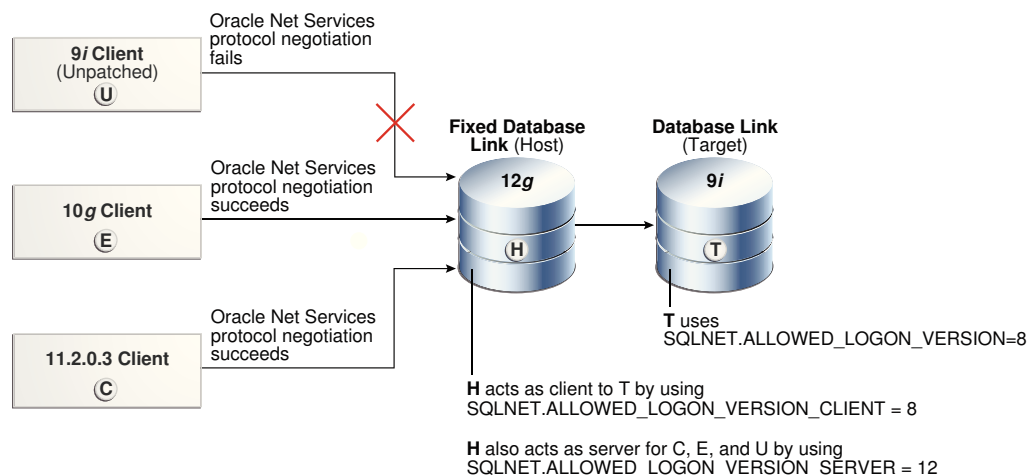 Oracle Net Services
protocol negotiation
fails
9i Client
(Unpatched)
U
Fixed Database
Link (Host)
Database Link
(Target)
Oracle Net Services
protocol negotiation
succeeds
12g
9i
10g Client
E
H
T
Oracle Net Services
protocol negotiation
succeeds
T uses
SQLNET.ALLOWED_LOGON_VERSION=8
11.2.0.3 Client
C
H acts as client to T by using
SQLNET.ALLOWED_LOGON_VERSION_CLIENT = 8
H also acts as server for C, E, and U by using
SQLNET.ALLOWED_LOGON_VERSION_SERVER = 12